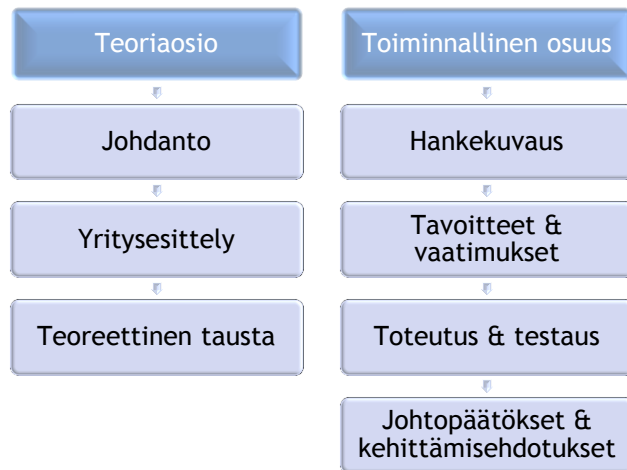 Teoriaosio
Johdanto
Yritysesittely
Teoreettinen tausta
Toiminnallinen osuus
Hankekuvaus
Tavoitteet &
vaatimukset
Toteutus & testaus
Johtopäätökset &
kehittämisehdotukset